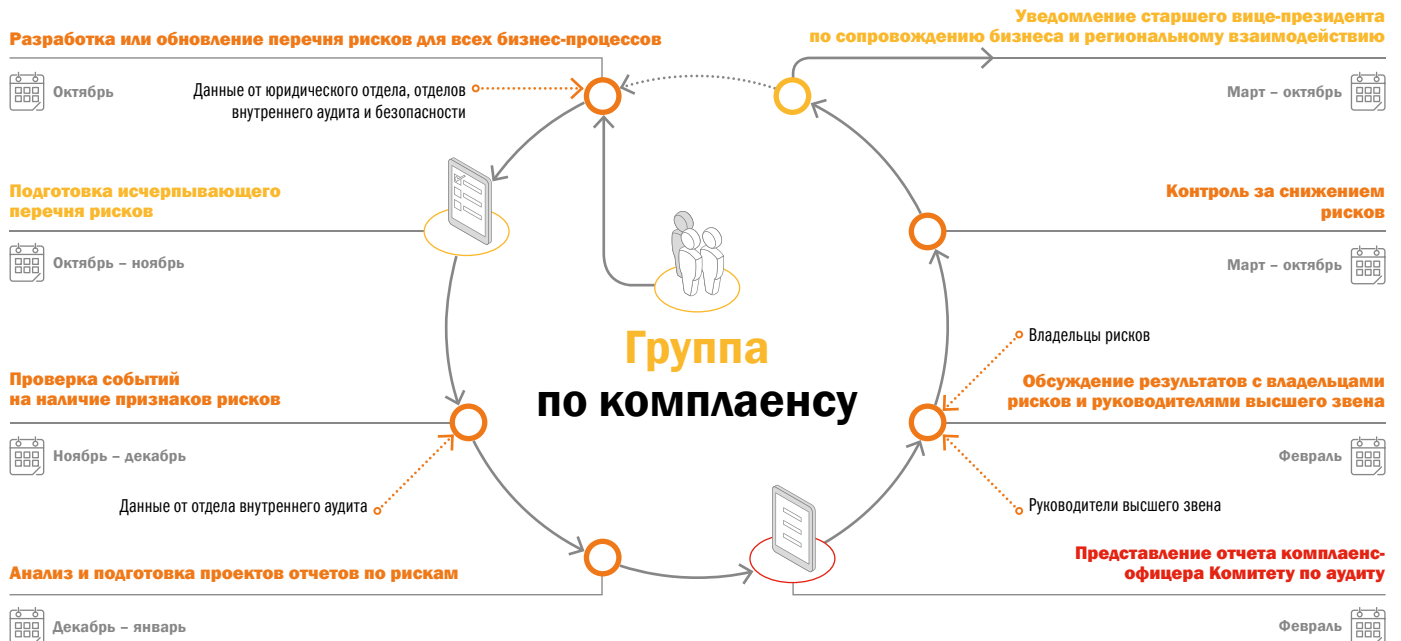 Разработка или обновление перечня рисков для всех бизнес-процессов
Октябрь
Данные от юридического отдела, отделов
внутреннего аудита и безопасности
Подготовка исчерпывающего
перечня рисков
Октябрь – ноябрь
Проверка событий
на наличие признаков рисков
Ноябрь – декабрь
Данные от отдела внутреннего аудита
Анализ и подготовка проектов отчетов по рискам
Декабрь – январь
Группа
по комплаенсу
Уведомление старшего вице-президента
по сопровождению бизнеса и региональному взаимодействию
Март – октябрь
Контроль за снижением
рисков
Март – октябрь
Владельцы рисков
Обсуждение результатов с владельцами
рисков и руководителями высшего звена
Февраль
Руководители высшего звена
Представление отчета комплаенс-
офицера Комитету по аудиту
Февраль